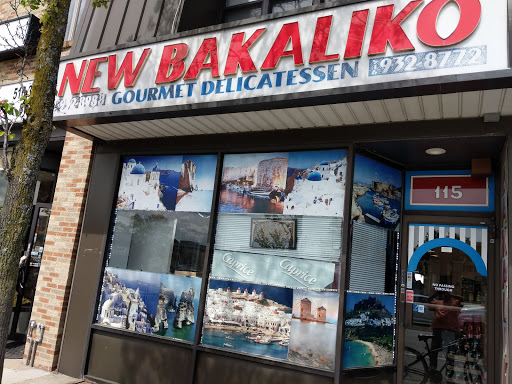 NEW BAKALIKO
GOURMET DELICATESSEN 932-8772
115
Caprice
Caprice